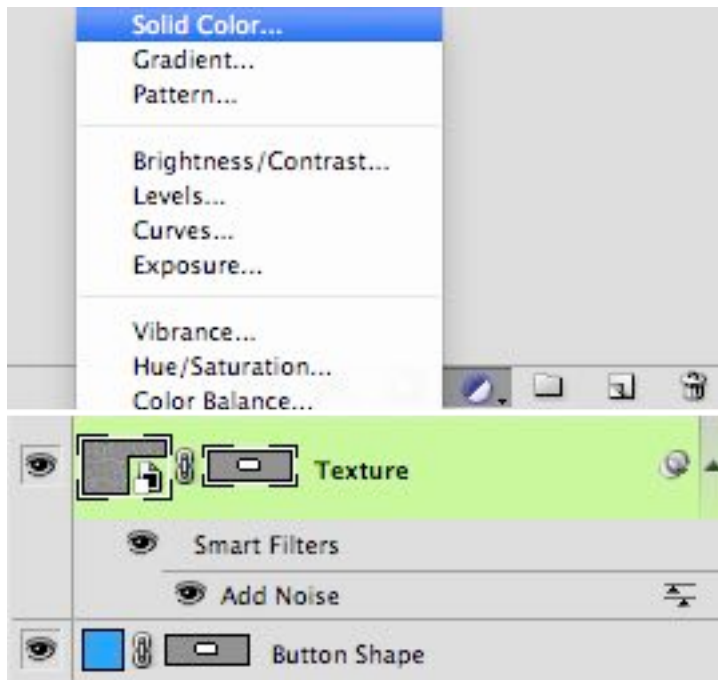 Solid Color...
Gradient...
Pattern...
Brightness/Contrast...
Levels...
Curves...
Exposure...
Vibrance...
Hue/Saturation...
Color Balance...
Texture
Smart Filters
Add Noise
Button Shape